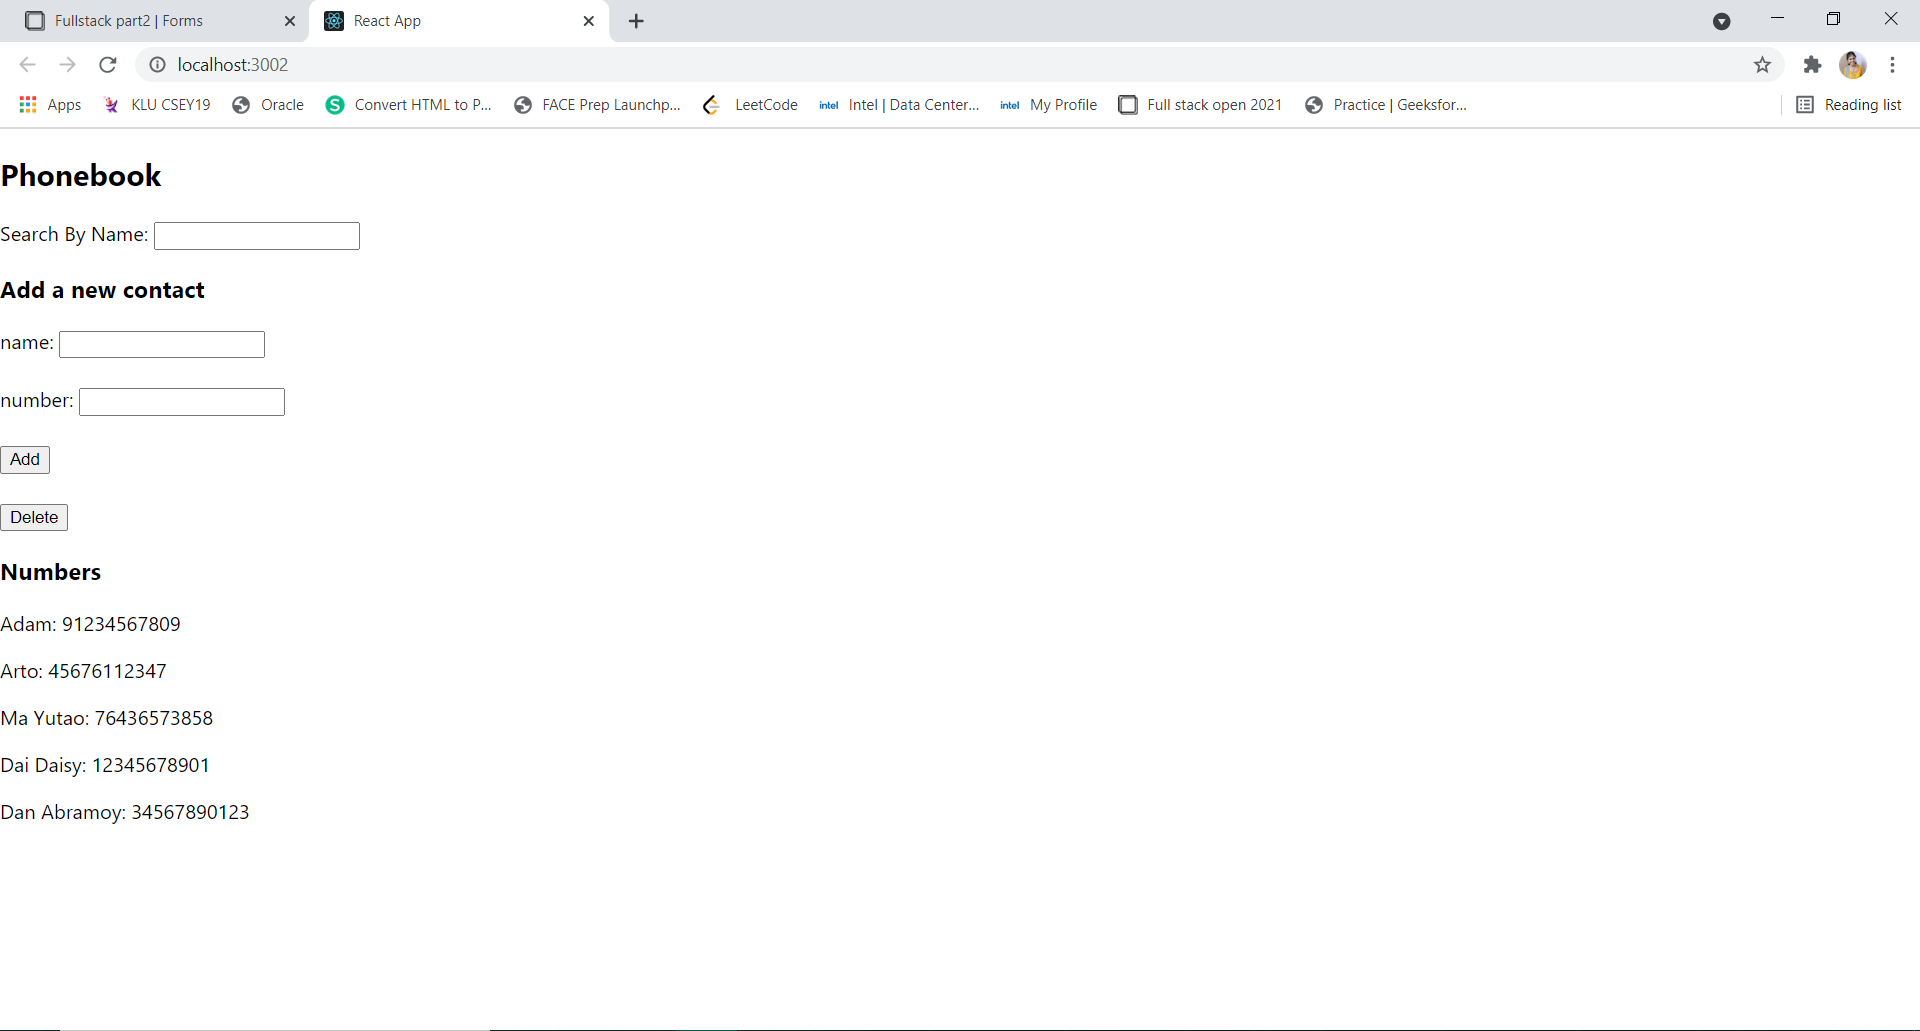 Fullstack part2 | Forms
React App
localhost:3002
Apps
KLU CSEY19
Oracle
S
Convert HTML to P...
FACE Prep Launchp...
LeetCode
intel
Intel | Data Center...
intel
My Profile
Full stack open 2021
Practice | Geeksfor...
Reading list
Phonebook
Search By Name:
Add a new contact
name:
number:
Add
Delete
Numbers
Adam: 91234567809
Arto: 45676112347
Ma Yutao: 76436573858
Dai Daisy: 12345678901
Dan Abramoy: 34567890123